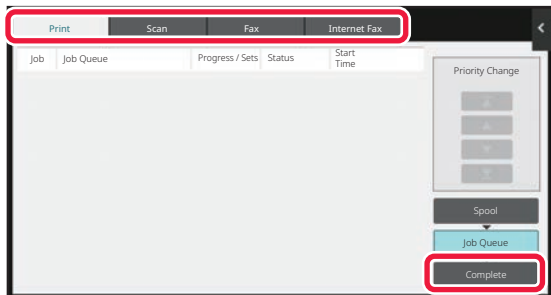 Print Scan Fax Internet Fax
Job Job Queue Progress / Sets Status Start Time
Priority Change
Spool
Job Queue
Complete